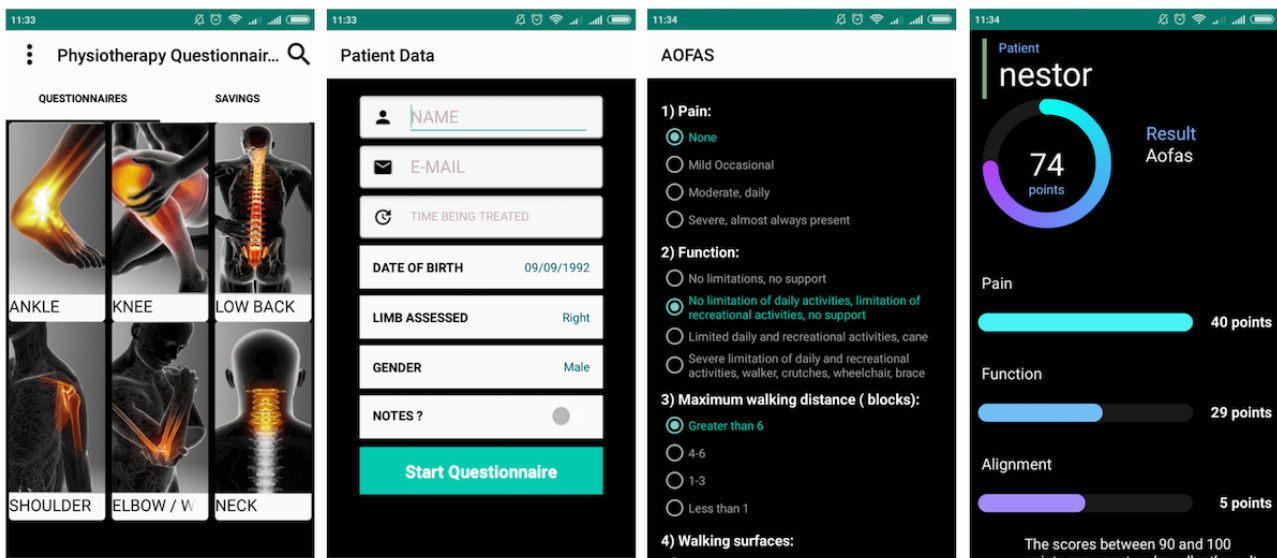 11:33
Physiotherapy Questionnair...
QUESTIONNAIRES
SAVINGS
ANKLE
KNEE
LOW BACK
SHOULDER
ELBOW / W
NECK
11:33
Patient Data
NAME
E-MAIL
TIME BEING TREATED
DATE OF BIRTH 09/09/1992
LIMB ASSESSED Right
GENDER Male
NOTES ?
Start Questionnaire
11:34
AOFAS
1) Pain:
None
Mild Occasional
Moderate, daily
Severe, almost always present
2) Function:
No limitations, no support
No limitation of daily activities, limitation of
recreational activities, no support
Limited daily and recreational activities, cane
Severe limitation of daily and recreational
activities, walker, crutches, wheelchair, brace
3) Maximum walking distance ( blocks):
Greater than 6
4-6
1-3
Less than 1
4) Walking surfaces:
11:34
Patient
nestor
74
points
Result
Aofas
Pain
40 points
Function
29 points
Alignment
5 points
The scores between 90 and 100